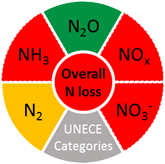 N₂O
NH₃
NOₓ
Overall
N loss
N₂
NO₃⁻
UNECE
Categories